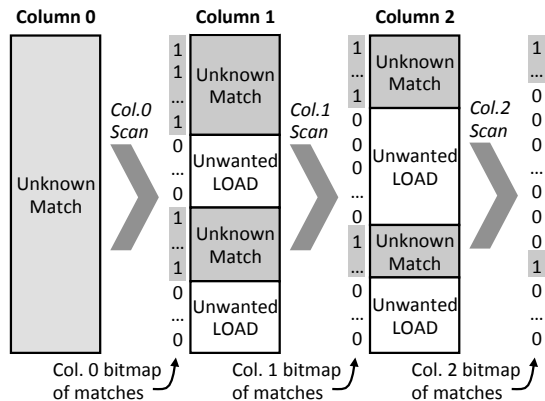 Column 0
Unknown
Match
Col.0
Scan
1
1
...
1
0
0
...
0
1
...
1
0
...
0
Col. 0 bitmap
of matches
Column 1
Unknown
Match
Unwanted
LOAD
Unknown
Match
Unwanted
LOAD
Col.1
Scan
1
...
1
0
0
0
...
0
1
...
1
0
...
0
Col. 1 bitmap
of matches
Column 2
Unknown
Match
Unwanted
LOAD
Unknown
Match
Unwanted
LOAD
Col.2
Scan
1
...
0
0
0
0
...
0
0
1
0
...
0
Col. 2 bitmap
of matches